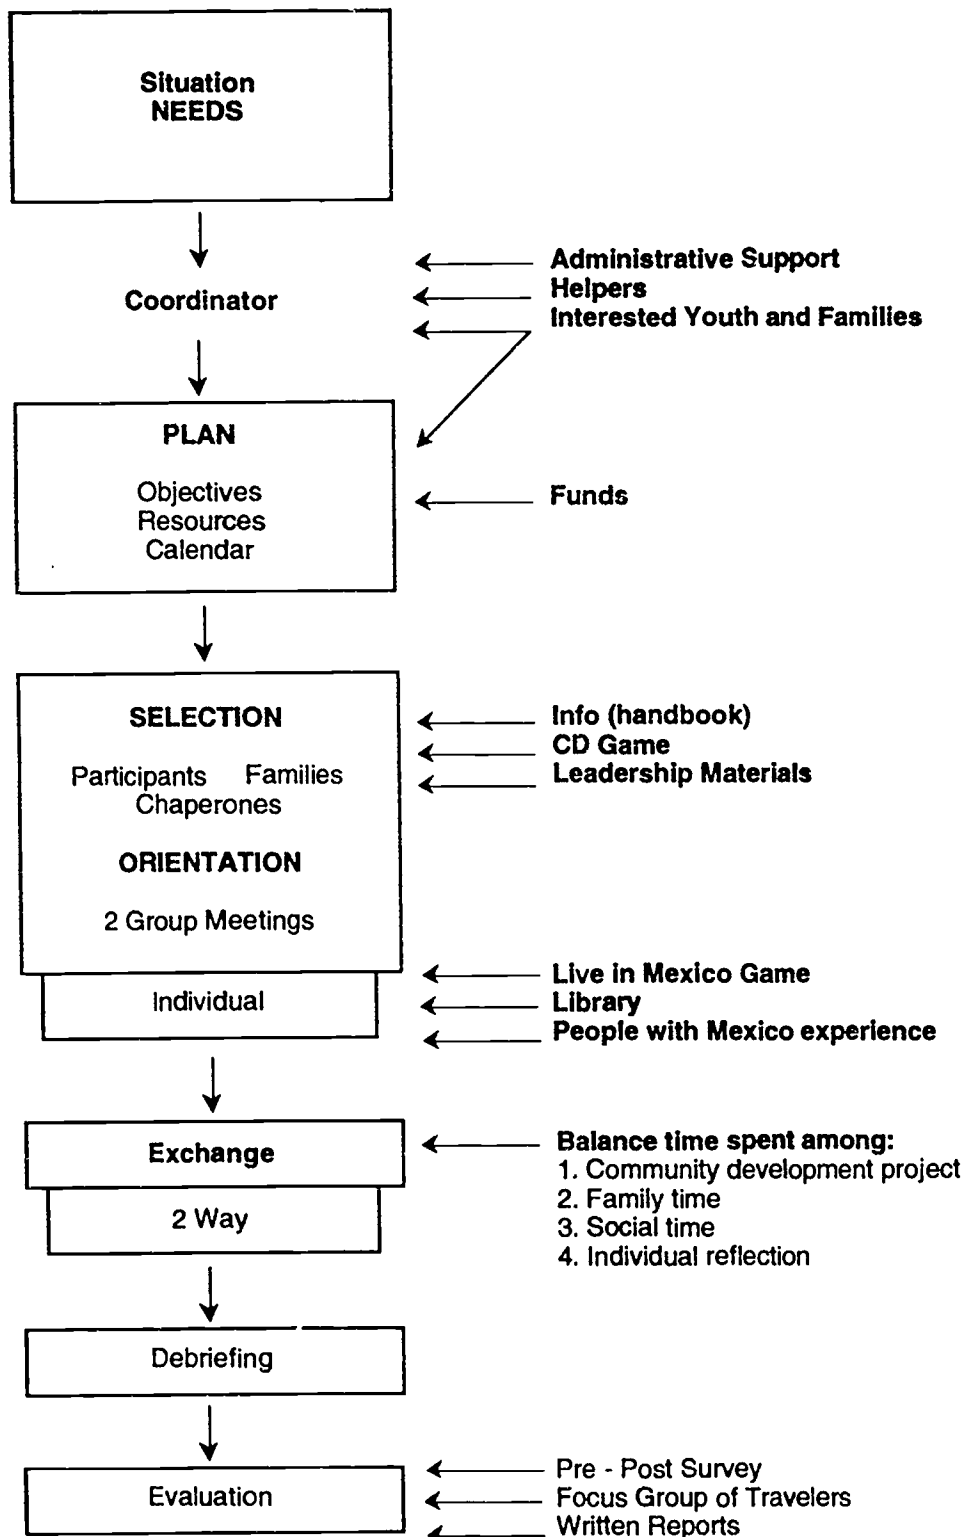 Situation
NEEDS
Administrative Support
Helpers
Coordinator
Interested Youth and Families
PLAN
Objectives
Resources
Calendar
Funds
SELECTION
Participants Families
Chaperones
Info (handbook)
CD Game
Leadership Materials
ORIENTATION
2 Group Meetings
Individual
Live in Mexico Game
Library
People with Mexico experience
Exchange
2 Way
Balance time spent among:
1. Community development project
2. Family time
3. Social time
4. Individual reflection
Debriefing
Evaluation
Pre - Post Survey
Focus Group of Travelers
Written Reports